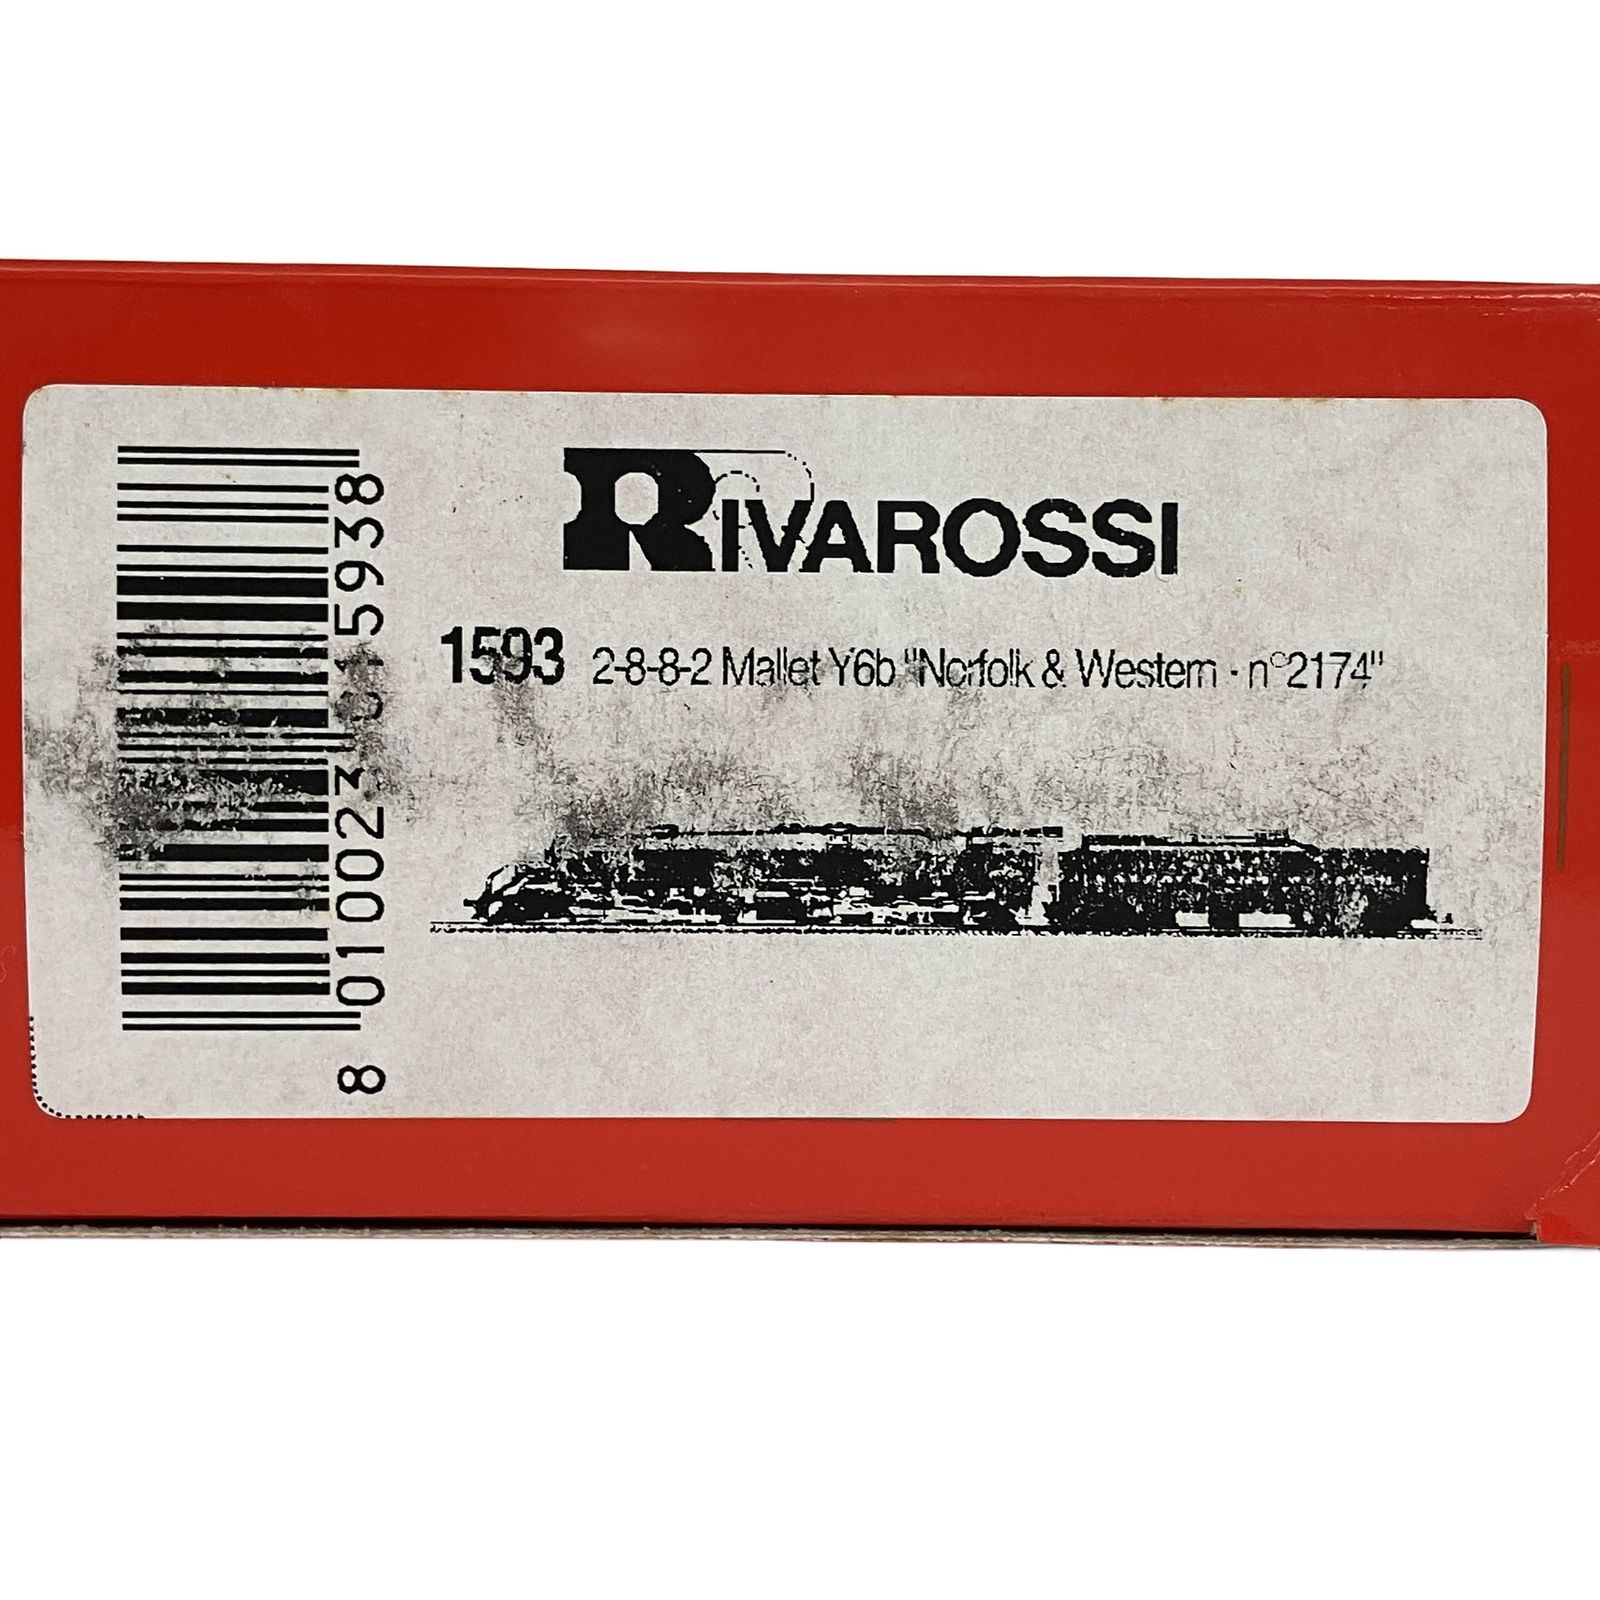 RIVAROSSI
1593 2-8-8-2 Mallet Y6b "Norfolk & Western · n°2174"
8 010023 015938